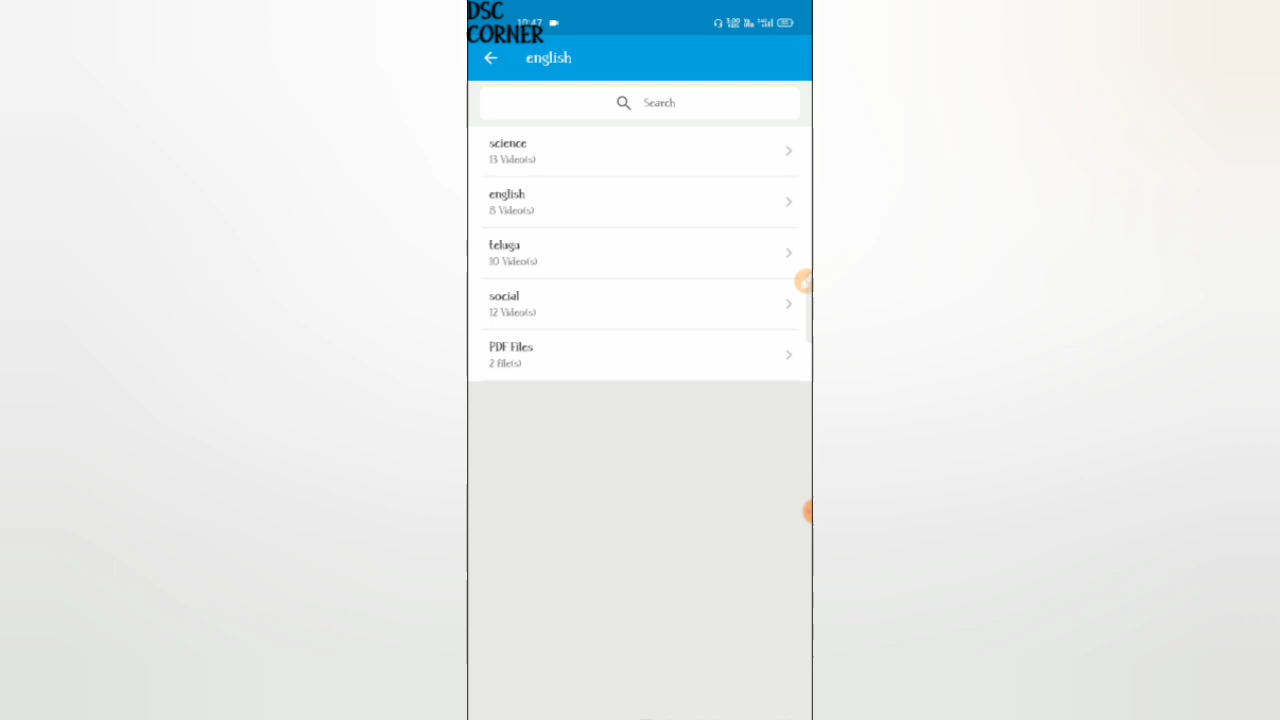 DSC
CORNER
10:47
english
Search
science
13 Video(s)
english
8 Video(s)
telugu
10 Video(s)
social
12 Video(s)
PDF Files
2 file(s)